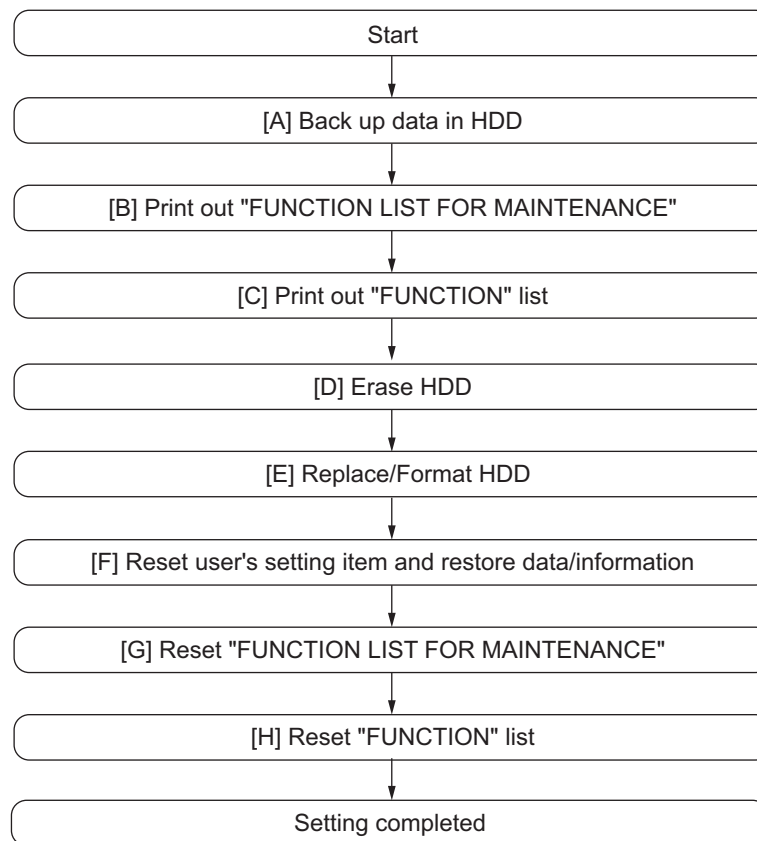 Start
[A] Back up data in HDD
[B] Print out "FUNCTION LIST FOR MAINTENANCE"
[C] Print out "FUNCTION" list
[D] Erase HDD
[E] Replace/Format HDD
[F] Reset user's setting item and restore data/information
[G] Reset "FUNCTION LIST FOR MAINTENANCE"
[H] Reset "FUNCTION" list
Setting completed